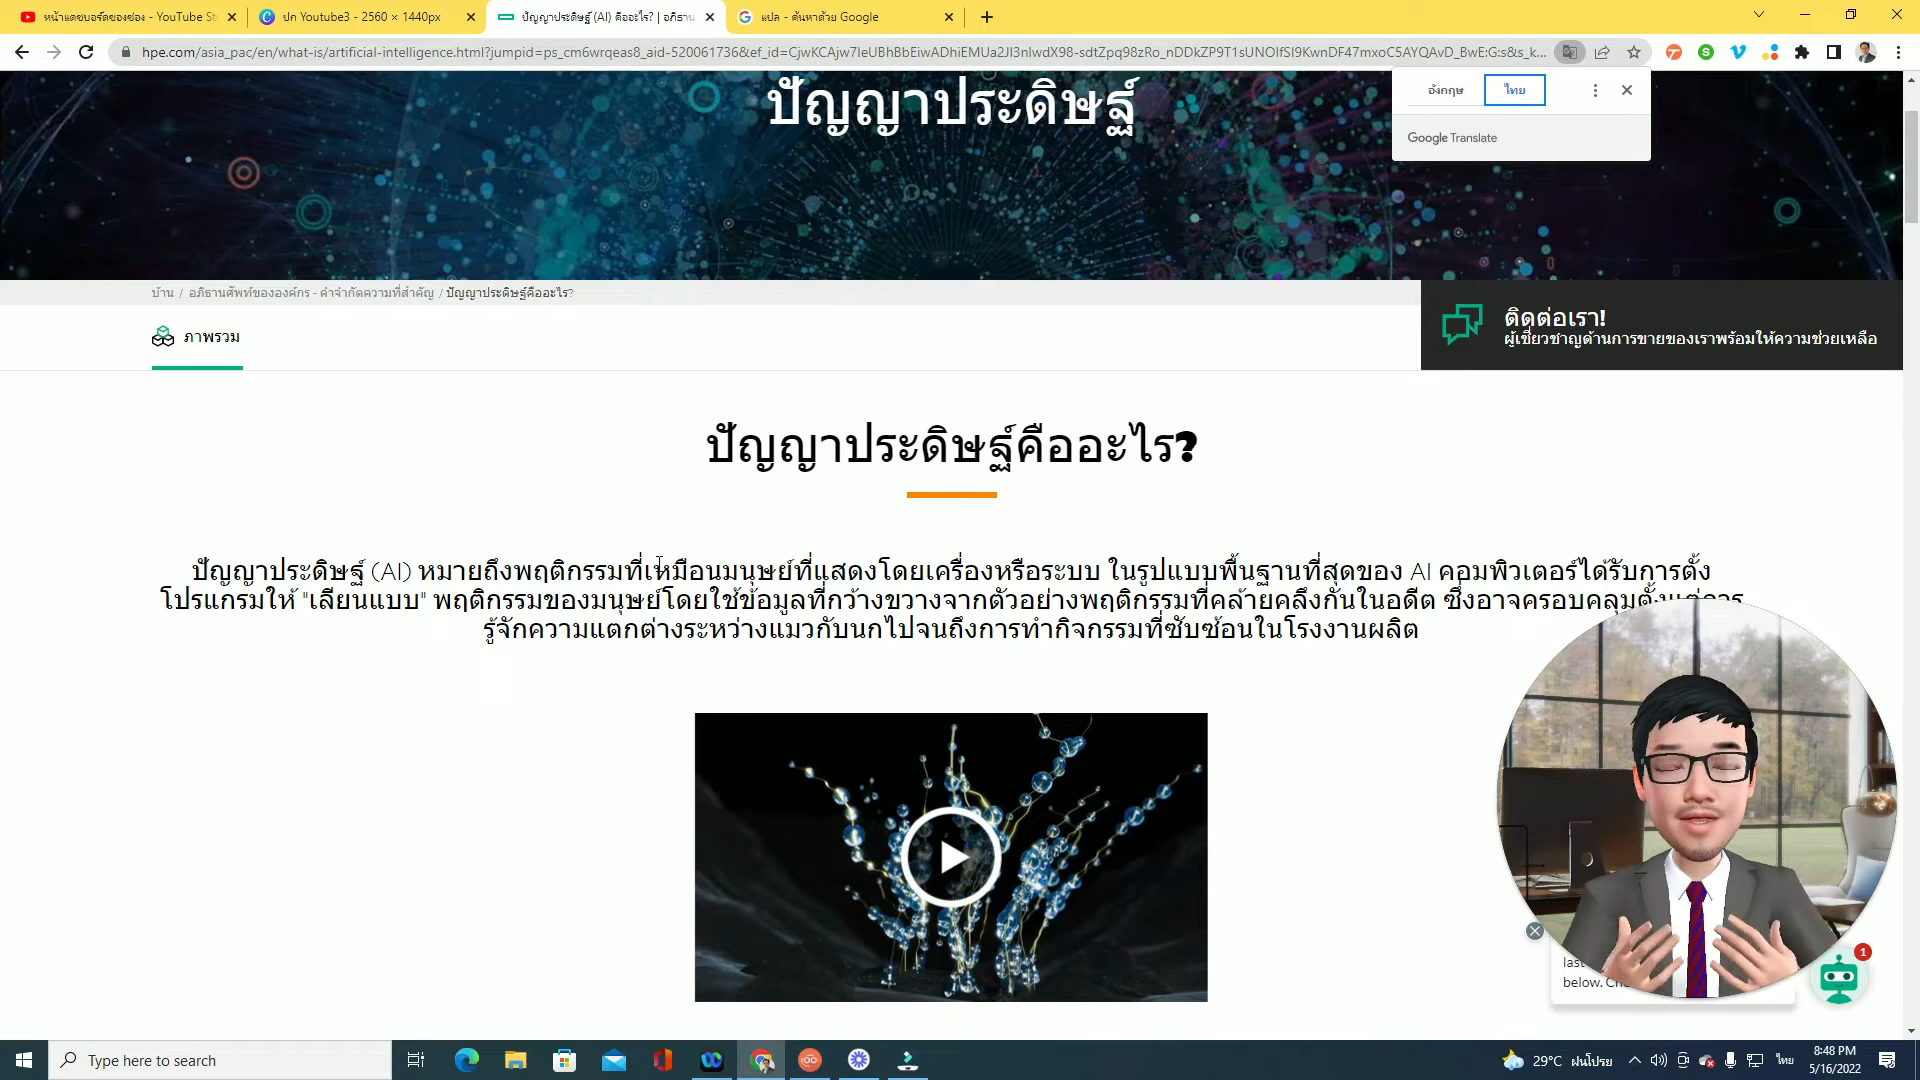 หน้าแดชบอร์ดของช่อง - YouTube St
ปก Youtube3 - 2560 × 1440px
ปัญญาประดิษฐ์ (AI) คืออะไร? | อภิธาน
แปล - ค้นหาด้วย Google
hpe.com/asia_pac/en/what-is/artificial-intelligence.html?jumpid=ps_cm6wrqeas8_aid-520061736&ef_id=CjwKCAjw7IeUBhBbEiwADhiEMUa2JI3nlwdX98-sdtZpq98zRo_nDDkZP9T1sUNOIfSI9KwnDF47mxoC5AYQAvD_BwE:G:s&s_k...
อังกฤษ
ไทย
Google Translate
ปัญญาประดิษฐ์
บ้าน / อภิธานศัพท์ขององค์กร - คำจำกัดความที่สำคัญ / ปัญญาประดิษฐ์คืออะไร?
ภาพรวม
ติดต่อเรา!
ผู้เชี่ยวชาญด้านการขายของเราพร้อมให้ความช่วยเหลือ
ปัญญาประดิษฐ์คืออะไร?
ปัญญาประดิษฐ์ (AI) หมายถึงพฤติกรรมที่เหมือนมนุษย์ที่แสดงโดยเครื่องหรือระบบ ในรูปแบบพื้นฐานที่สุดของ AI คอมพิวเตอร์ได้รับการตั้ง
โปรแกรมให้ "เลียนแบบ" พฤติกรรมของมนุษย์โดยใช้ข้อมูลที่กว้างขวางจากตัวอย่างพฤติกรรมที่คล้ายคลึงกันในอดีต ซึ่งอาจครอบคลุมตั้งแต่การ
รู้จักความแตกต่างระหว่างแมวกับนกไปจนถึงการทำกิจกรรมที่ซับซ้อนในโรงงานผลิต
1
last
below.
Type here to search
29°C ฝนโปรย
ไทย
8:48 PM
5/16/2022